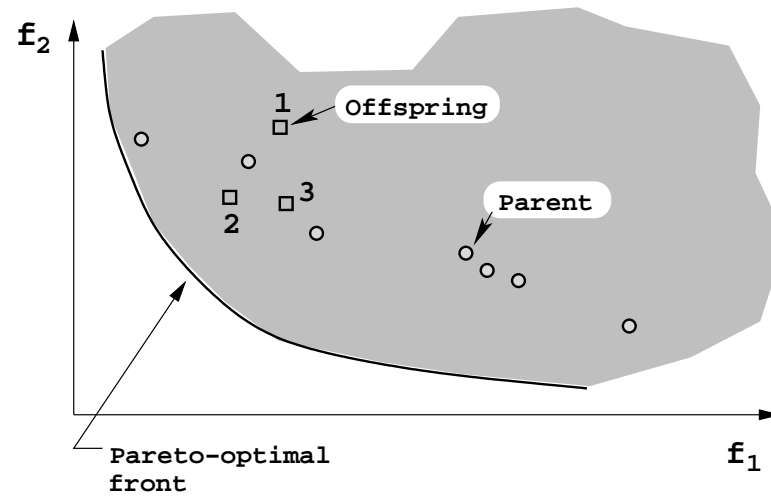 f2
1
Offspring
3
2
Parent
Pareto-optimal
front
f1